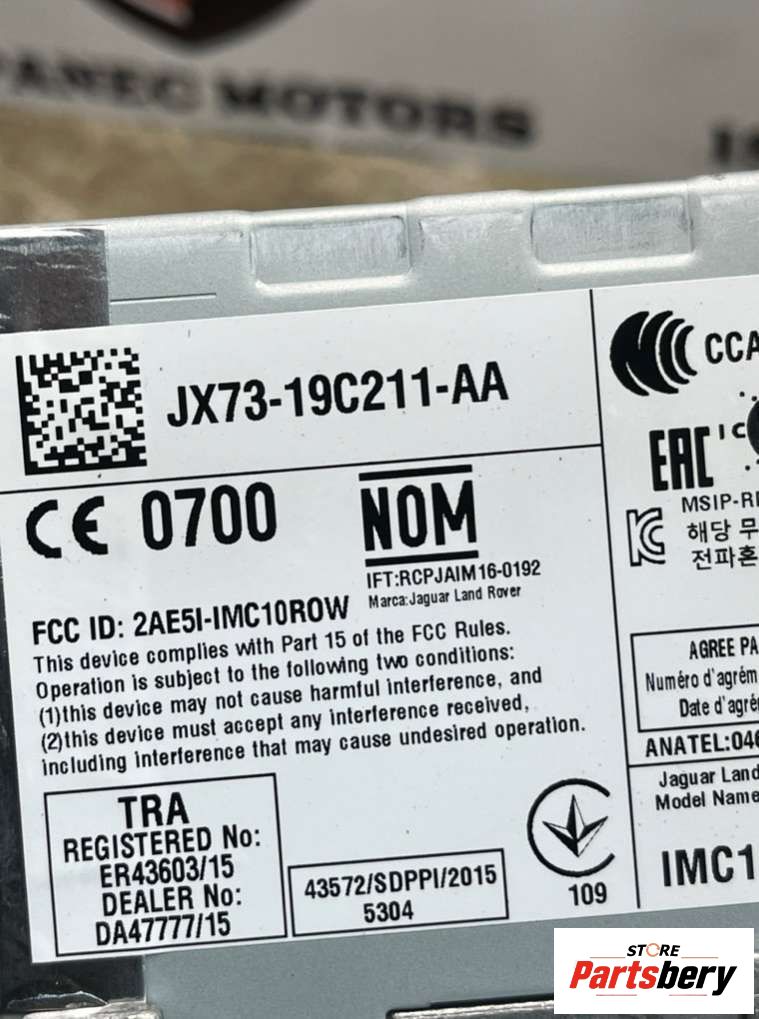 PANEC MOTORS
JX73-19C211-AA
CCA
CE 0700
NOM
EAC
IC
MSIP-R
해당 무
전파혼
IFT:RCPJAIM16-0192
Marca:Jaguar Land Rover
FCC ID: 2AE5I-IMC10ROW
This device complies with Part 15 of the FCC Rules.
Operation is subject to the following two conditions:
(1)this device may not cause harmful interference, and
(2)this device must accept any interference received,
including interference that may cause undesired operation.
AGREE PA
Numéro d'agrém
Date d'agré
ANATEL:046
Jaguar Land
Model Name
IMC1
TRA
REGISTERED No:
ER43603/15
DEALER No:
DA47777/15
43572/SDPPI/2015
5304
109
STORE
Partsbery